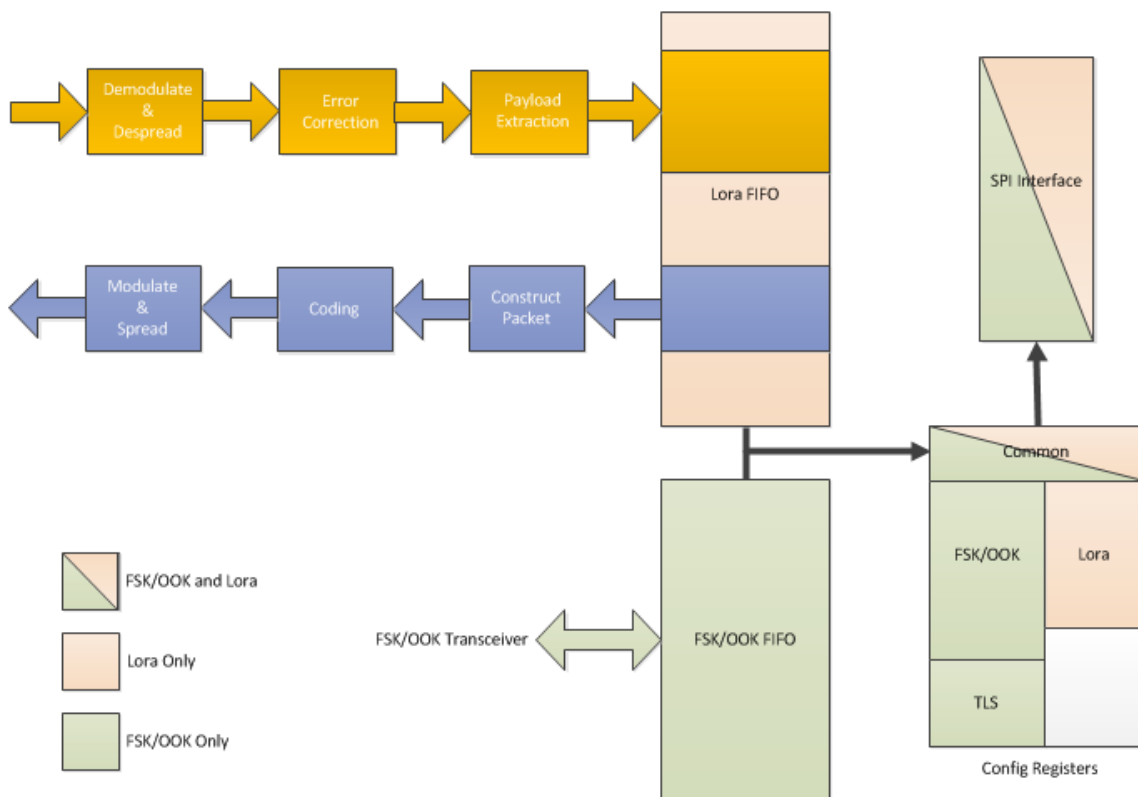 Demodulate
&
Despread
Error
Correction
Payload
Extraction
Lora FIFO
SPI Interface
Modulate
&
Spread
Coding
Construct
Packet
Common
FSK/OOK
Lora
TLS
Config Registers
FSK/OOK Transceiver
FSK/OOK FIFO
FSK/OOK and Lora
Lora Only
FSK/OOK Only